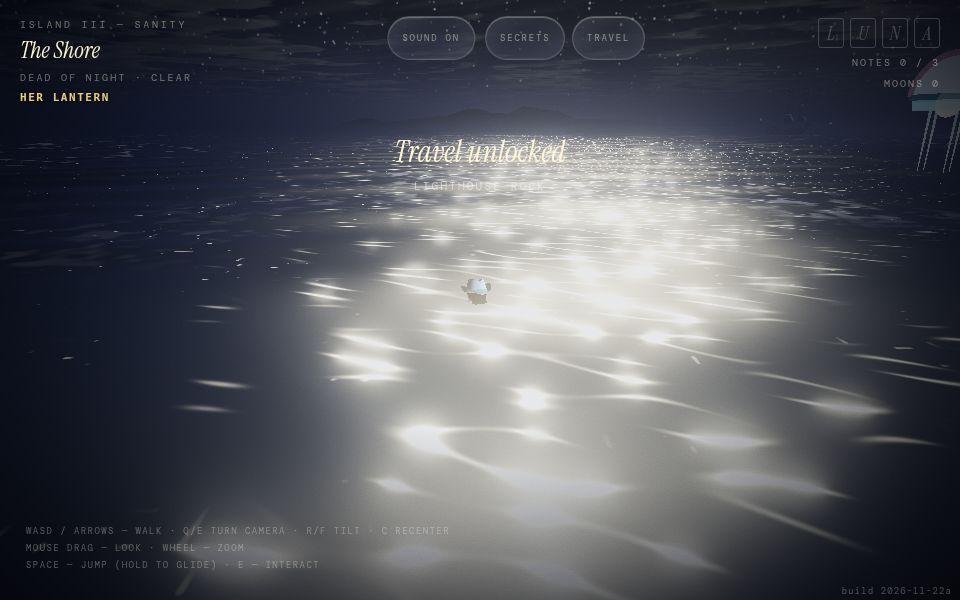 ISLAND III — SANITY
The Shore
DEAD OF NIGHT · CLEAR
HER LANTERN
SOUND ON
SECRETS
TRAVEL
L U N A
NOTES 0 / 3
MOONS 0
Travel unlocked
LIGHTHOUSE ROCK
WASD / ARROWS — WALK · Q/E TURN CAMERA · R/F TILT · C RECENTER
MOUSE DRAG — LOOK · WHEEL — ZOOM
SPACE — JUMP (HOLD TO GLIDE) · E — INTERACT
build 2026-11-22a